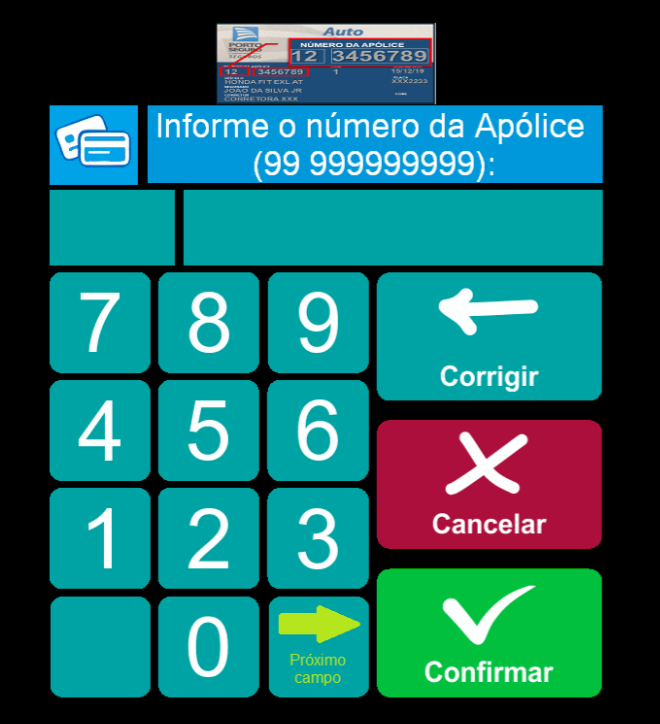 Auto
PORTO
SEGURO
SEGUROS
NÚMERO DA APÓLICE
12 3456789
12 3456789 1 10/12/19
HONDA FIT EXL AT XXX2233
JOAO DA SILVA JR
CORRETORA XXX
Informe o número da Apólice
(99 999999999):
7 8 9
Corrigir
4 5 6
Cancelar
1 2 3
0
Próximo
campo
Confirmar